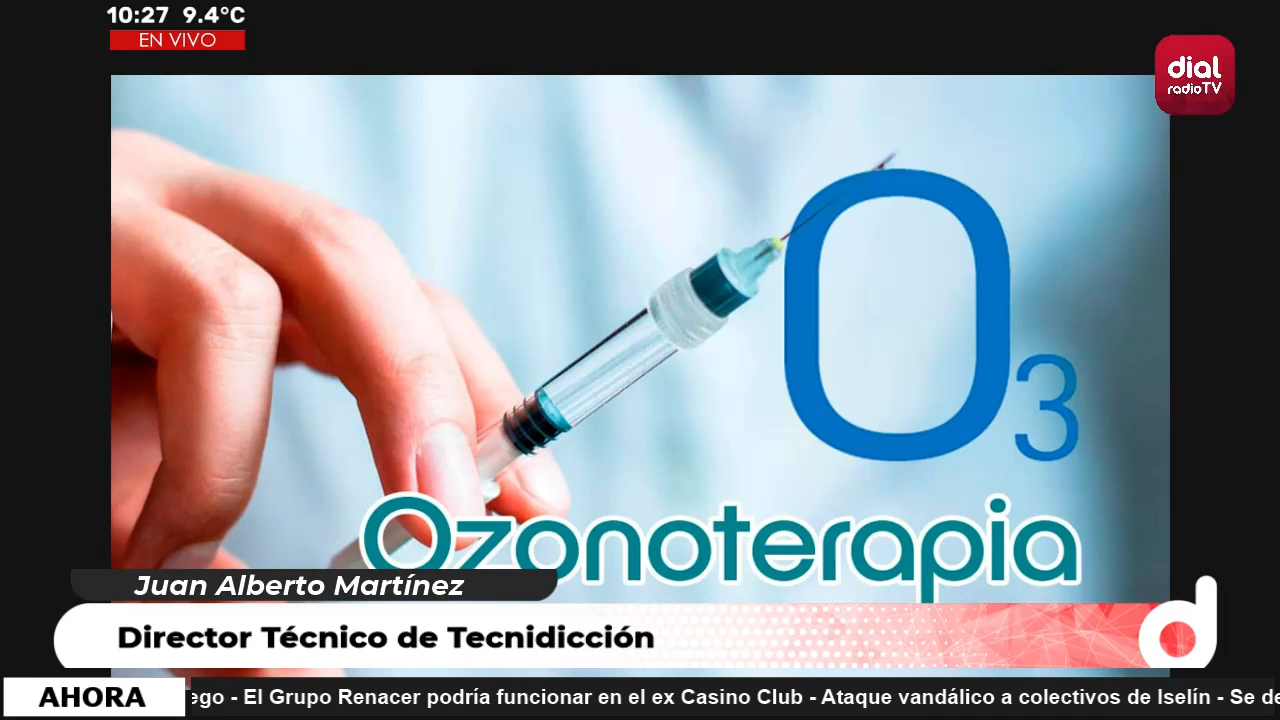 10:27 9.4°C
EN VIVO
dial
radioTV
O3
Ozonoterapia
Juan Alberto Martínez
Director Técnico de Tecnidicción
d
AHORA
ego - El Grupo Renacer podría funcionar en el ex Casino Club - Ataque vandálico a colectivos de Iselín - Se de